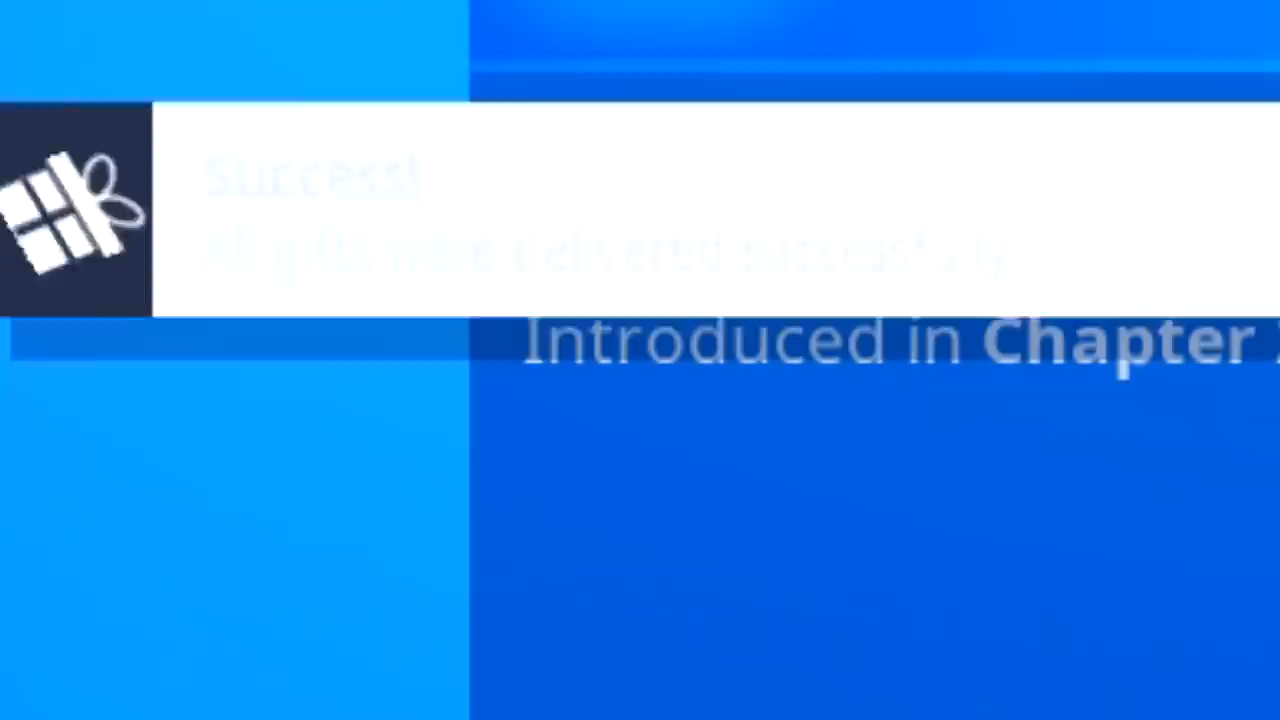 Success!
All gifts were delivered successfully
Introduced in Chapter